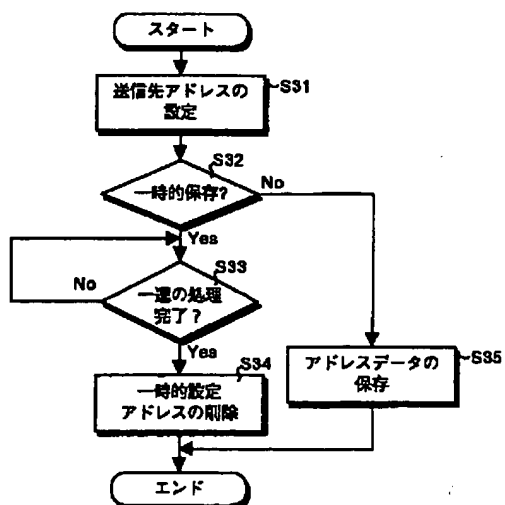 スタート
送信先アドレスの
設定
S31
S32
一時的保存?
No
Yes
S33
No
一連の処理
完了?
Yes
S34
一時的設定
アドレスの削除
アドレスデータの
保存
S35
エンド